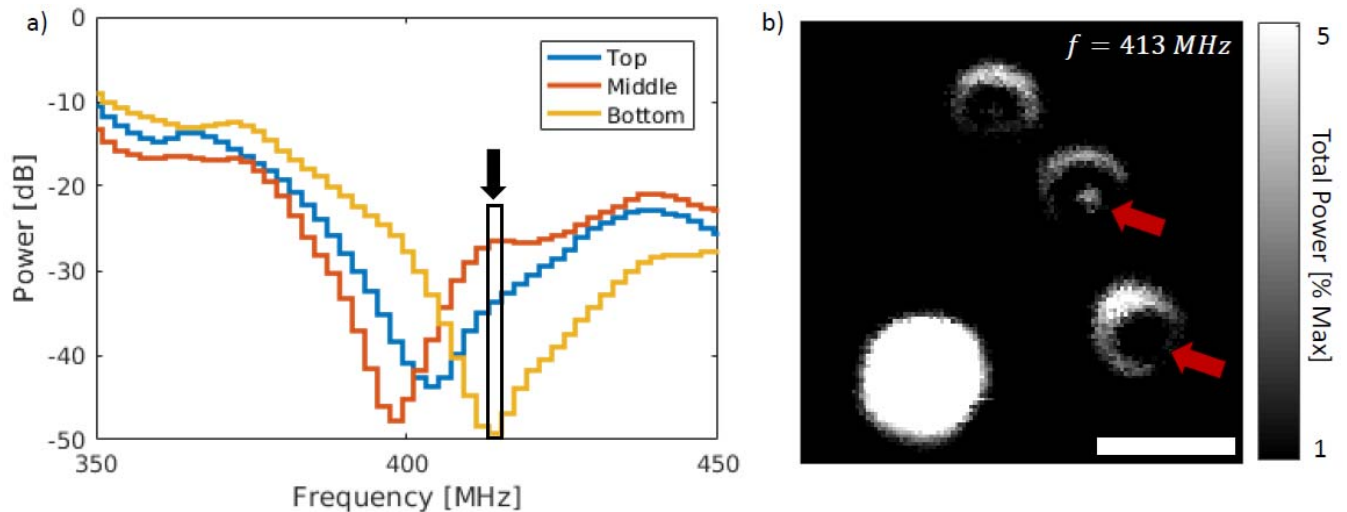 a)
0
-10
-20
-30
-40
-50
Power [dB]
350
400
450
Frequency [MHz]
Top
Middle
Bottom
b)
f = 413 MHz
5
1
Total Power [% Max]